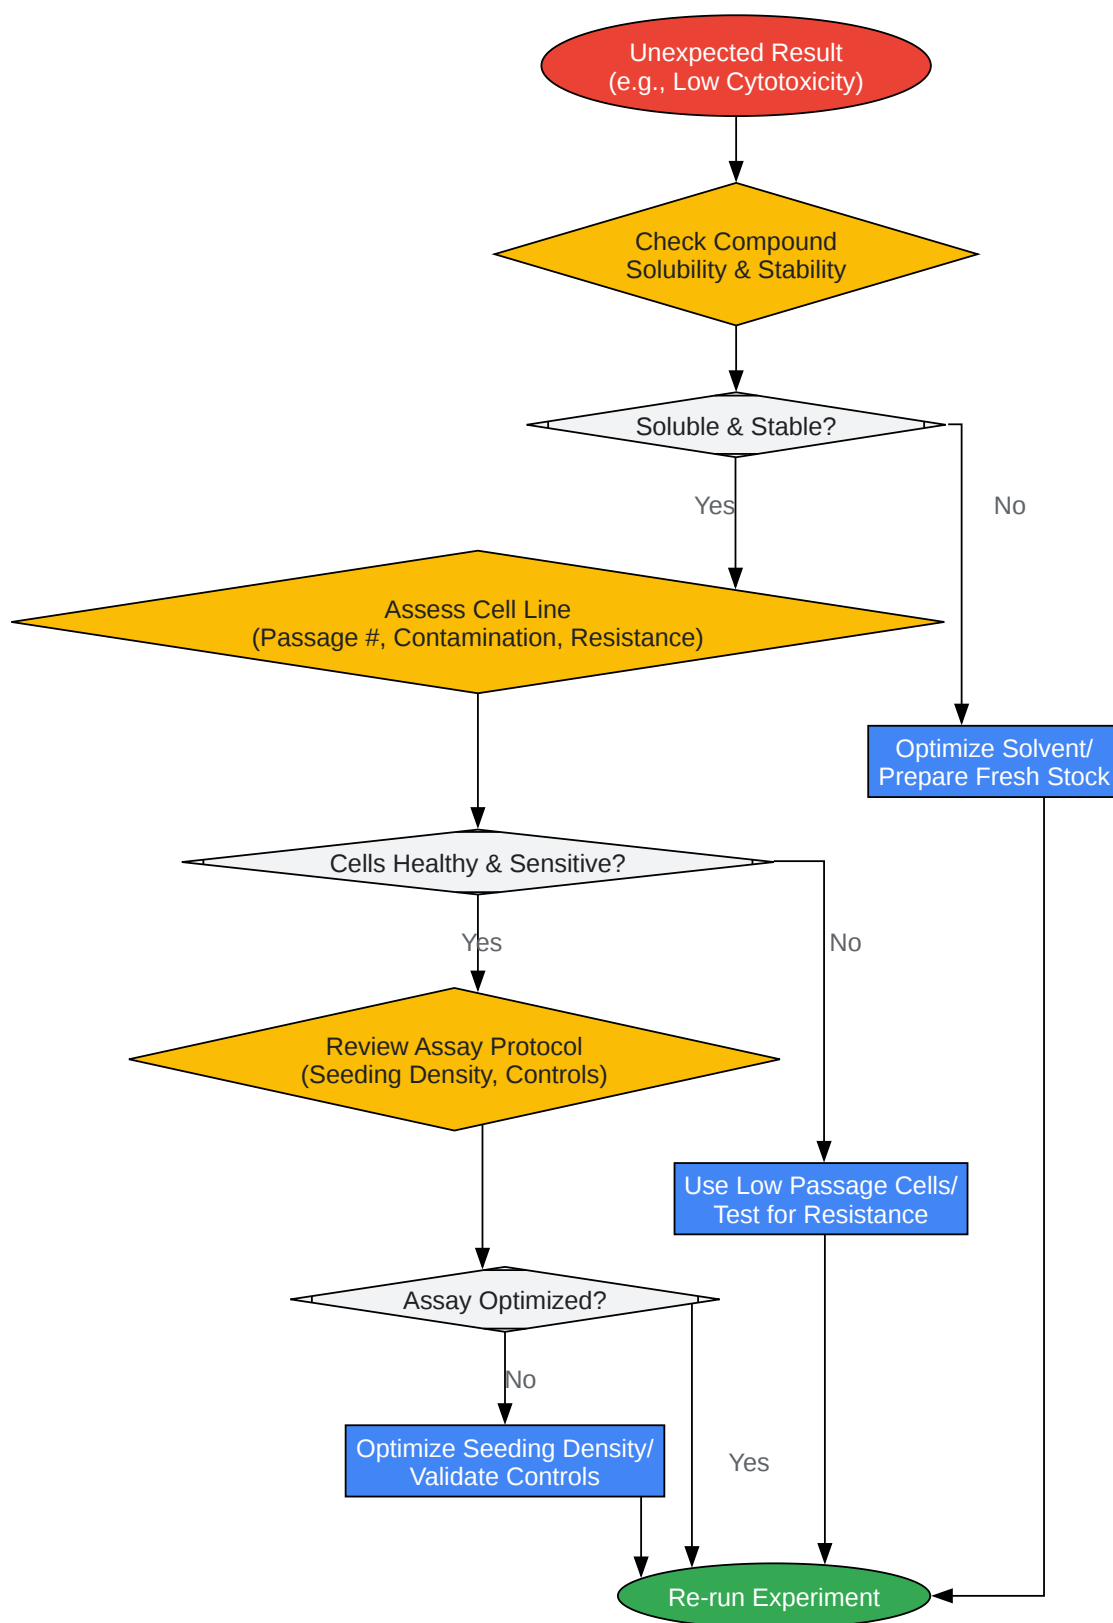 Unexpected Result
(e.g., Low Cytotoxicity)
Check Compound
Solubility & Stability
Soluble & Stable?
Yes
No
Assess Cell Line
(Passage #, Contamination, Resistance)
Optimize Solvent/
Prepare Fresh Stock
Cells Healthy & Sensitive?
Yes
No
Review Assay Protocol
(Seeding Density, Controls)
Use Low Passage Cells/
Test for Resistance
Assay Optimized?
No
Optimize Seeding Density/
Validate Controls
Yes
Re-run Experiment